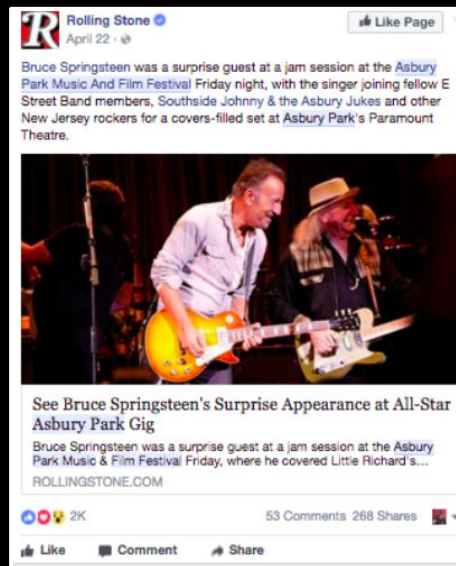 R
Rolling Stone
Like Page
April 22 ·
Bruce Springsteen was a surprise guest at a jam session at the Asbury
Park Music And Film Festival Friday night, with the singer joining fellow E
Street Band members, Southside Johnny & the Asbury Jukes and other
New Jersey rockers for a covers-filled set at Asbury Park's Paramount
Theatre.
See Bruce Springsteen's Surprise Appearance at All-Star
Asbury Park Gig
Bruce Springsteen was a surprise guest at a jam session at the Asbury
Park Music & Film Festival Friday, where he covered Little Richard's...
ROLLINGSTONE.COM
2K
53 Comments 268 Shares
Like Comment Share